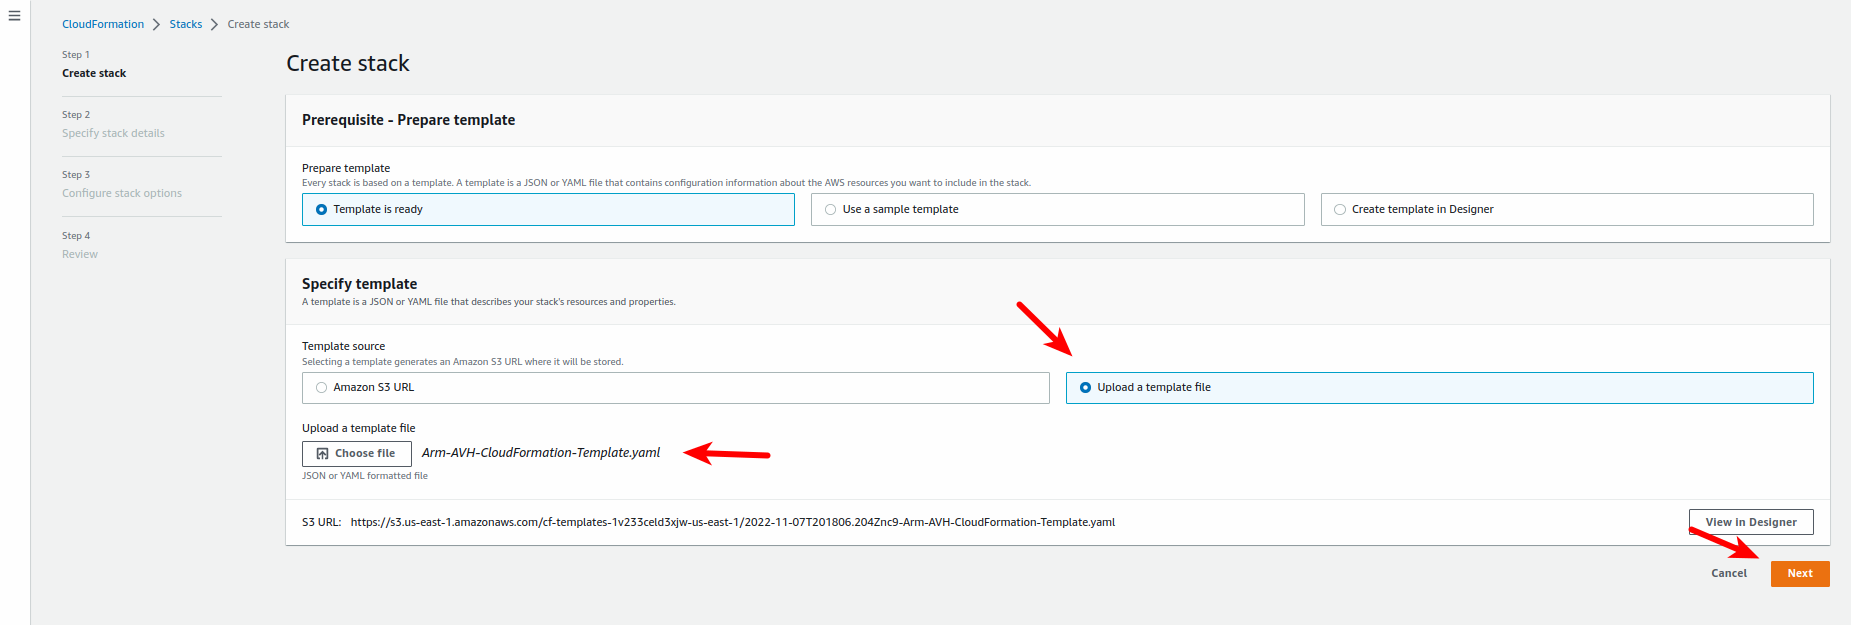 CloudFormation > Stacks > Create stack
Step 1
Create stack
Step 2
Specify stack details
Step 3
Configure stack options
Step 4
Review
Create stack
Prerequisite - Prepare template
Prepare template
Every stack is based on a template. A template is a JSON or YAML file that contains configuration information about the AWS resources you want to include in the stack.
Template is ready
Use a sample template
Create template in Designer
Specify template
A template is a JSON or YAML file that describes your stack's resources and properties.
Template source
Selecting a template generates an Amazon S3 URL where it will be stored.
Amazon S3 URL
Upload a template file
Upload a template file
Choose file Arm-AVH-CloudFormation-Template.yaml
JSON or YAML formatted file
S3 URL: https://s3.us-east-1.amazonaws.com/cf-templates-1v233celd3xjw-us-east-1/2022-11-07T201806.204Znc9-Arm-AVH-CloudFormation-Template.yaml
View in Designer
Cancel
Next